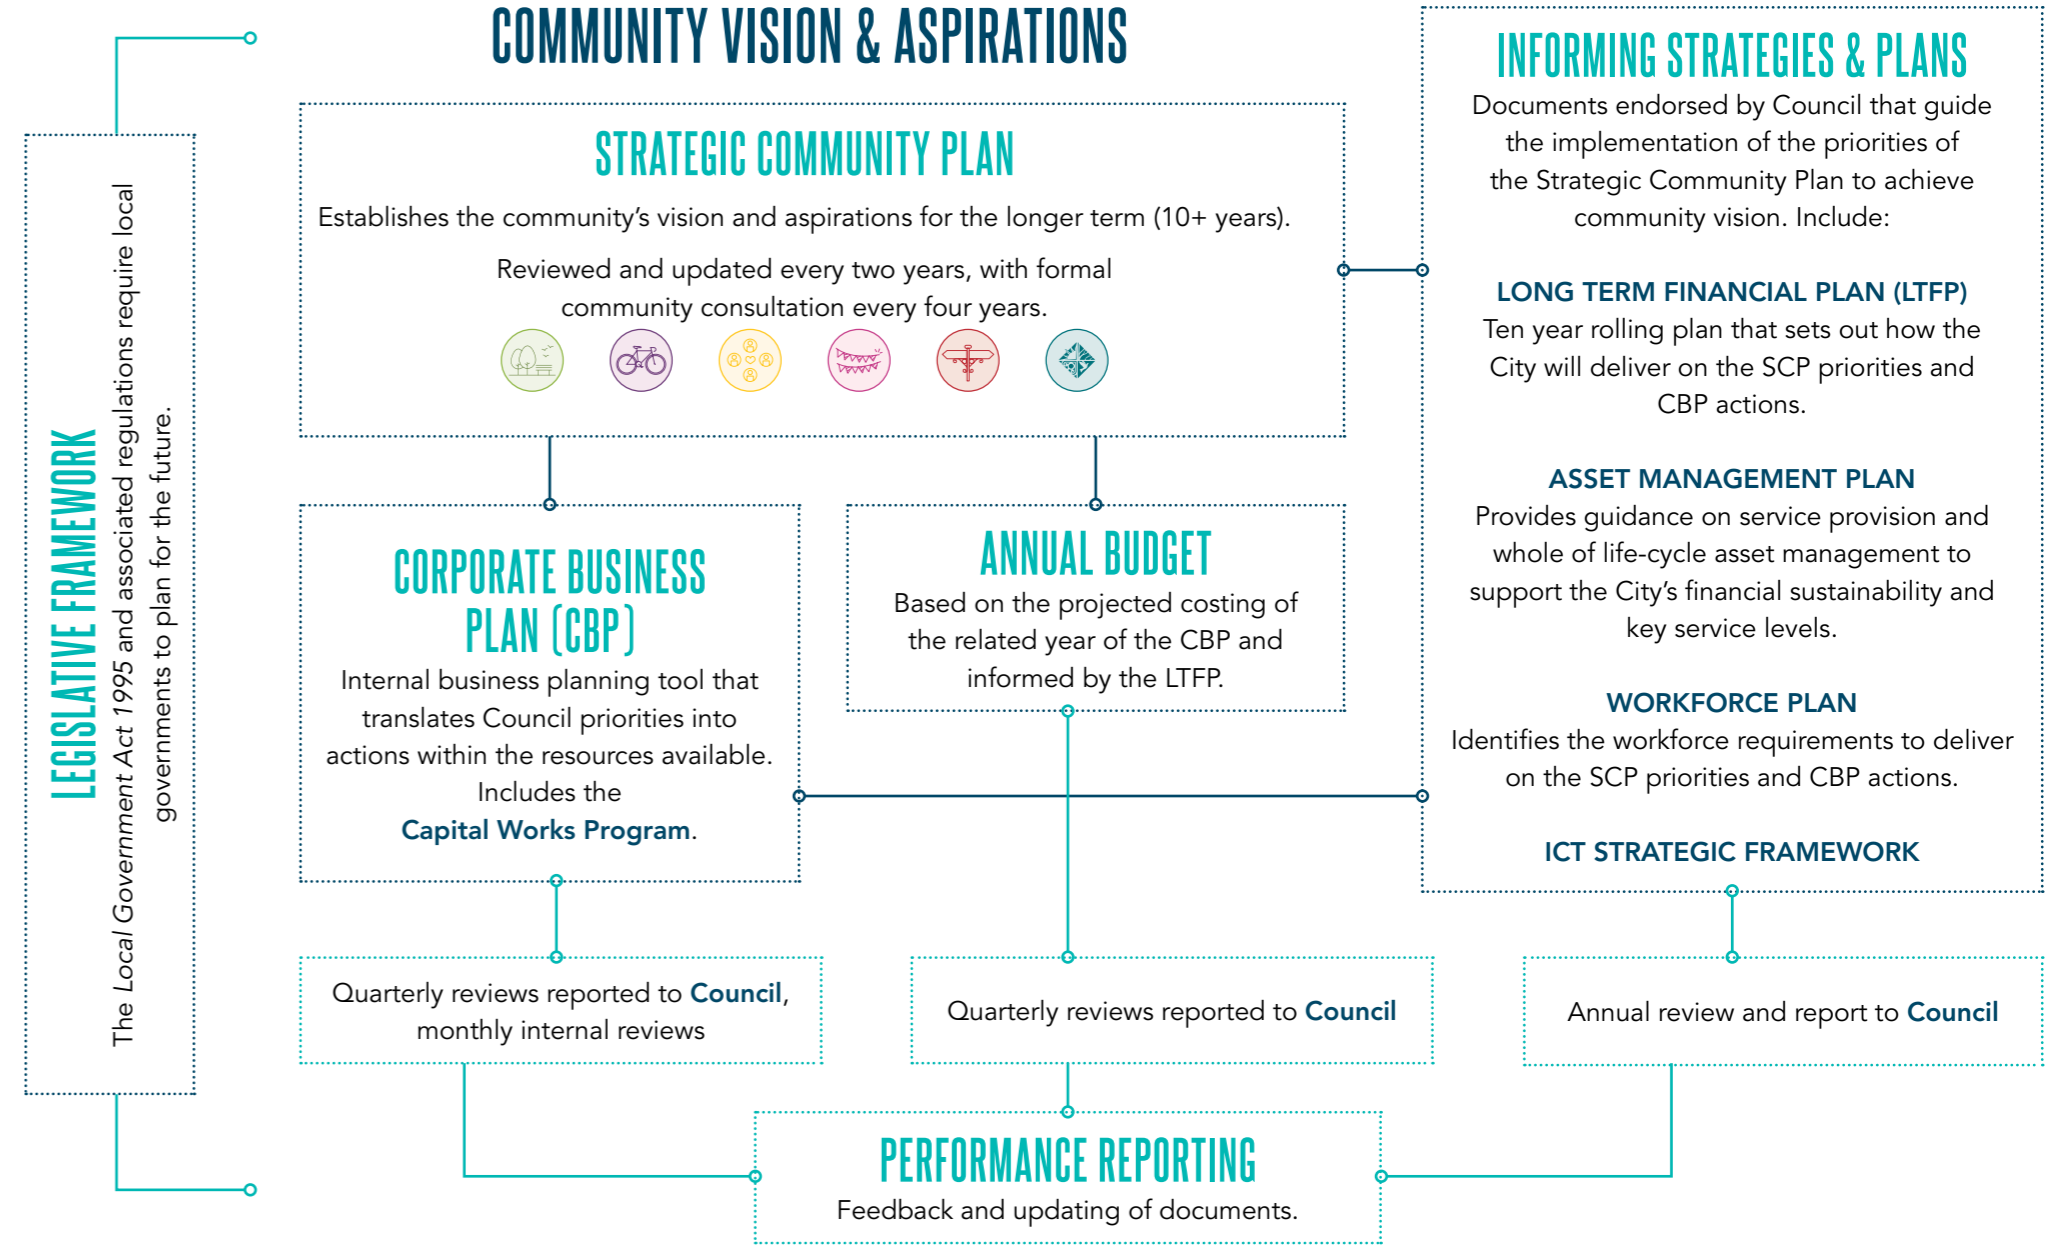 COMMUNITY VISION & ASPIRATIONS
LEGISLATIVE FRAMEWORK
The Local Government Act 1995 and associated regulations require local
governments to plan for the future.
STRATEGIC COMMUNITY PLAN
Establishes the community’s vision and aspirations for the longer term (10+ years).
Reviewed and updated every two years, with formal
community consultation every four years.
CORPORATE BUSINESS
PLAN (CBP)
Internal business planning tool that
translates Council priorities into
actions within the resources available.
Includes the
Capital Works Program.
ANNUAL BUDGET
Based on the projected costing of
the related year of the CBP and
informed by the LTFP.
INFORMING STRATEGIES & PLANS
Documents endorsed by Council that guide
the implementation of the priorities of
the Strategic Community Plan to achieve
community vision. Include:
LONG TERM FINANCIAL PLAN (LTFP)
Ten year rolling plan that sets out how the
City will deliver on the SCP priorities and
CBP actions.
ASSET MANAGEMENT PLAN
Provides guidance on service provision and
whole of life-cycle asset management to
support the City’s financial sustainability and
key service levels.
WORKFORCE PLAN
Identifies the workforce requirements to deliver
on the SCP priorities and CBP actions.
ICT STRATEGIC FRAMEWORK
Quarterly reviews reported to Council,
monthly internal reviews
Quarterly reviews reported to Council
Annual review and report to Council
PERFORMANCE REPORTING
Feedback and updating of documents.